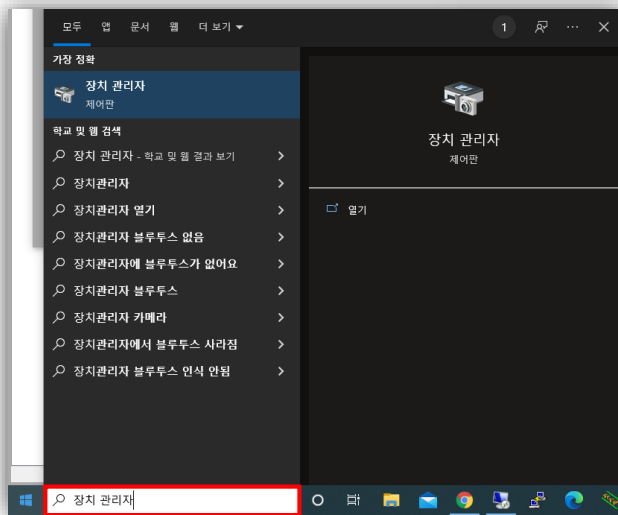 모두 앱 문서 웹 더 보기 1
가장 정확
장치 관리자
제어판
학교 및 웹 검색
장치 관리자 - 학교 및 웹 결과 보기
장치관리자
장치관리자 열기
장치관리자 블루투스 없음
장치관리자에 블루투스가 없어요
장치관리자 블루투스
장치관리자 카메라
장치관리자에서 블루투스 사라짐
장치관리자 블루투스 인식 안됨
장치 관리자
제어판
열기
장치 관리자